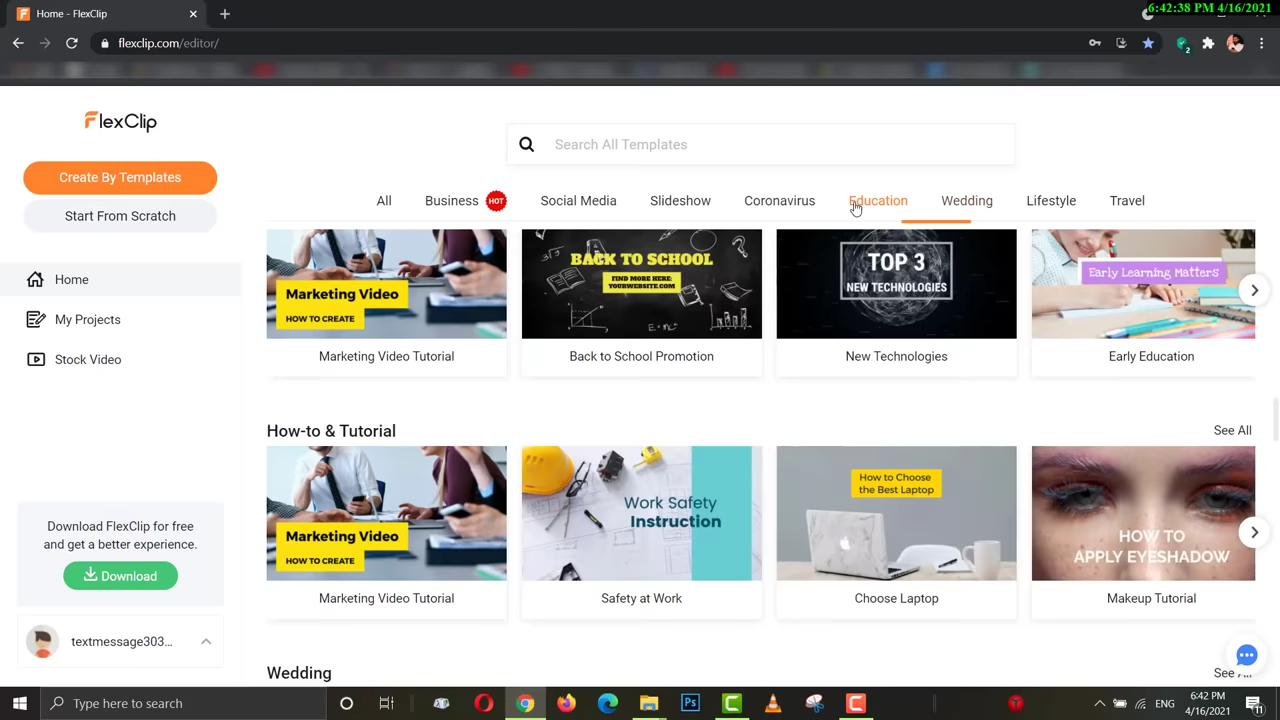 6:42:38 PM 4/16/2021
Home - FlexClip
flexclip.com/editor/
2
FlexClip
Create By Templates
Start From Scratch
Home
My Projects
Stock Video
Download FlexClip for free
and get a better experience.
Download
textmessage303...
Search All Templates
All Business HOT Social Media Slideshow Coronavirus Education Wedding Lifestyle Travel
Marketing Video
HOW TO CREATE
BACK TO SCHOOL
FIND MORE HERE:
YOURWEBSITE.COM
TOP 3
NEW TECHNOLOGIES
Early Learning Matters
Marketing Video Tutorial
Back to School Promotion
New Technologies
Early Education
How-to & Tutorial
See All
Marketing Video
HOW TO CREATE
Work Safety
Instruction
How to Choose
the Best Laptop
HOW TO
APPLY EYESHADOW
Marketing Video Tutorial
Safety at Work
Choose Laptop
Makeup Tutorial
Wedding
See All
Type here to search
Ps
ENG
6:42 PM
4/16/2021
11